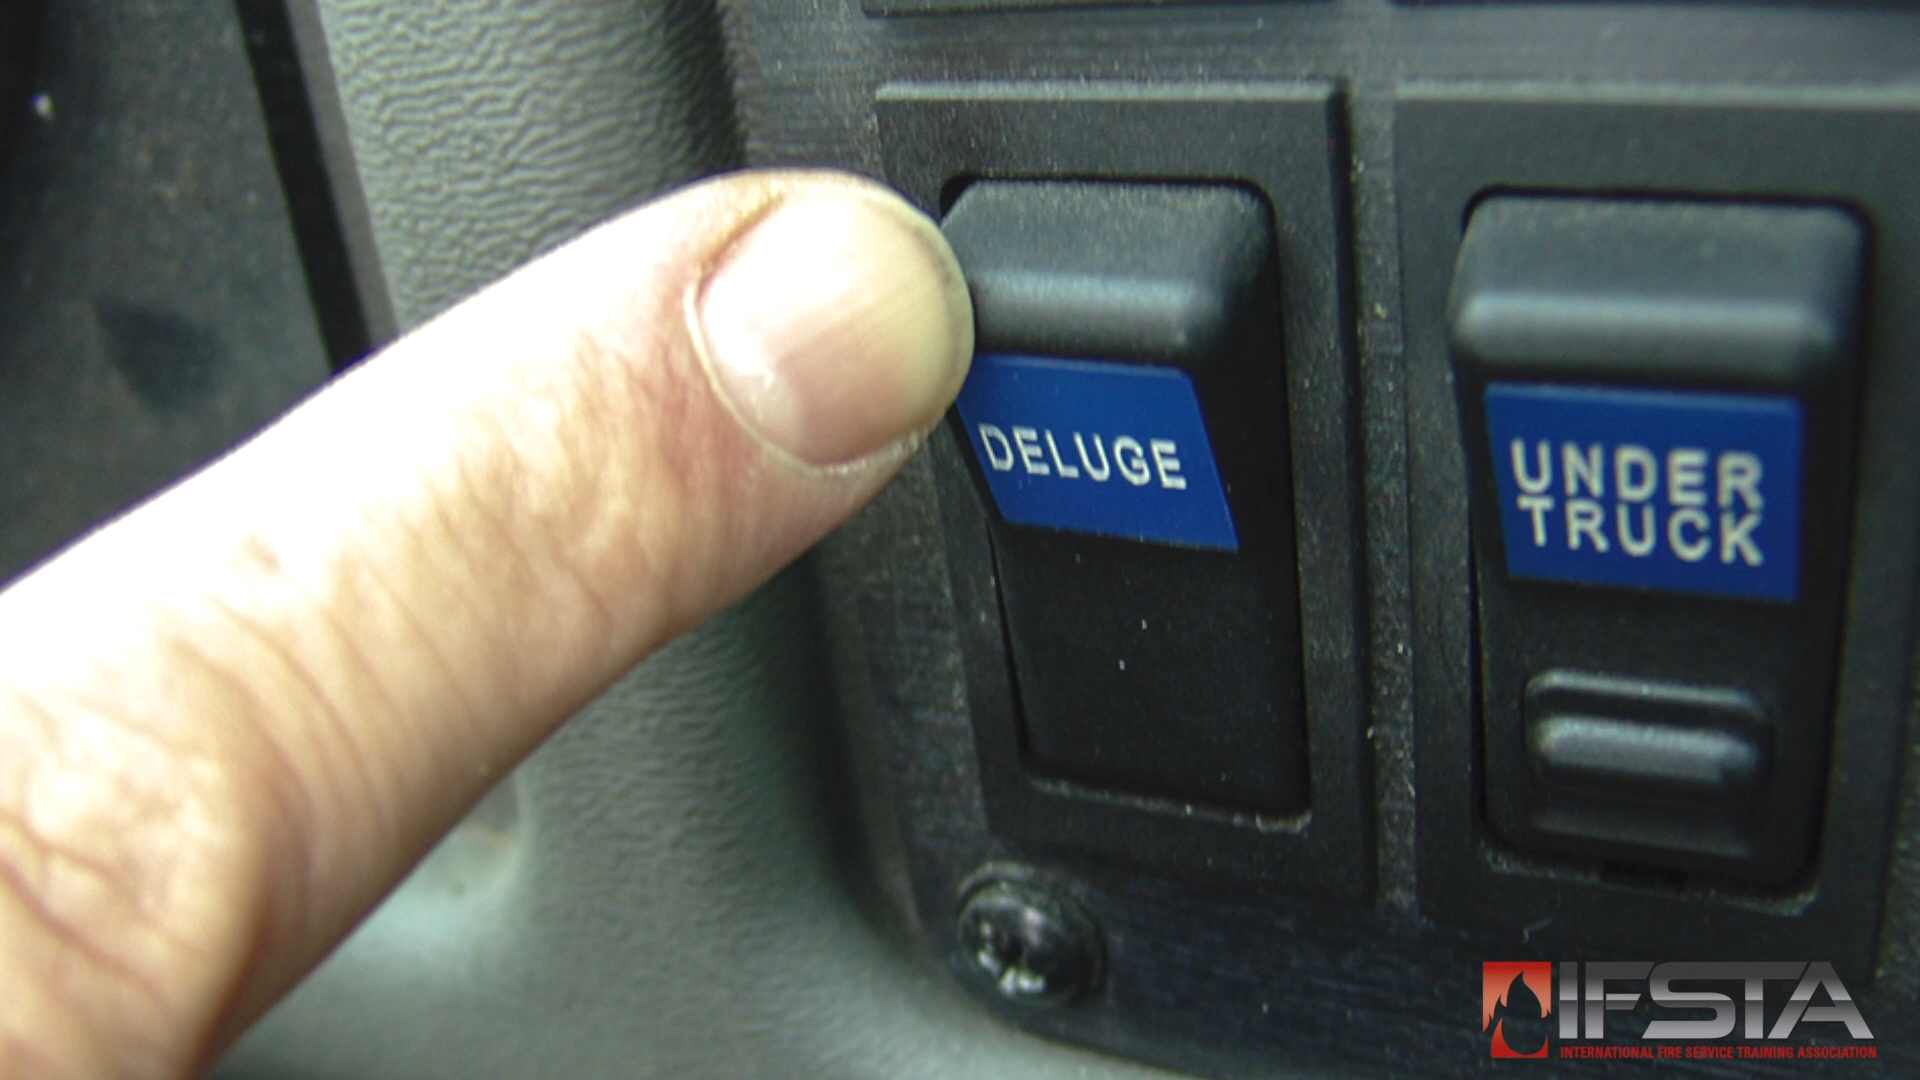 DELUGE
UNDER
TRUCK
IFSTA
INTERNATIONAL FIRE SERVICE TRAINING ASSOCIATION